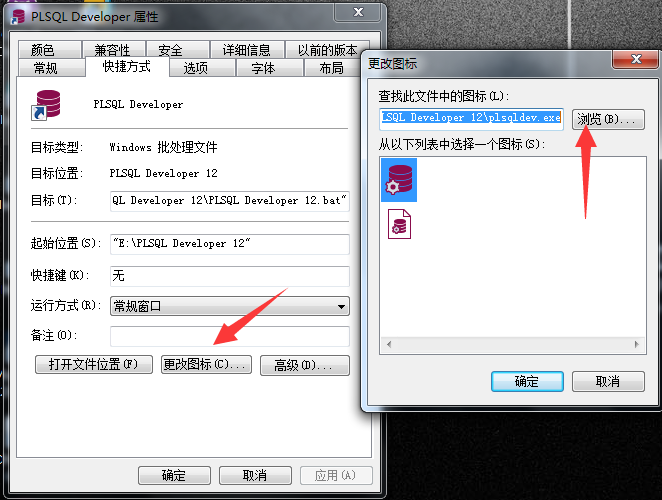 PLSQL Developer 属性
颜色 兼容性 安全 详细信息 以前的版本
常规 快捷方式 选项 字体 布局
PLSQL Developer
目标类型: Windows 批处理文件
目标位置: PLSQL Developer 12
目标(T): QL Developer 12\PLSQL Developer 12.bat"
起始位置(S): "E:\PLSQL Developer 12"
快捷键(K): 无
运行方式(R): 常规窗口
备注(O):
打开文件位置(F) 更改图标(C)... 高级(D)...
确定 取消 应用(A)
更改图标
查找此文件中的图标(L):
LSQL Developer 12\plsqldev.exe 浏览(B)...
从以下列表中选择一个图标(S):
确定 取消